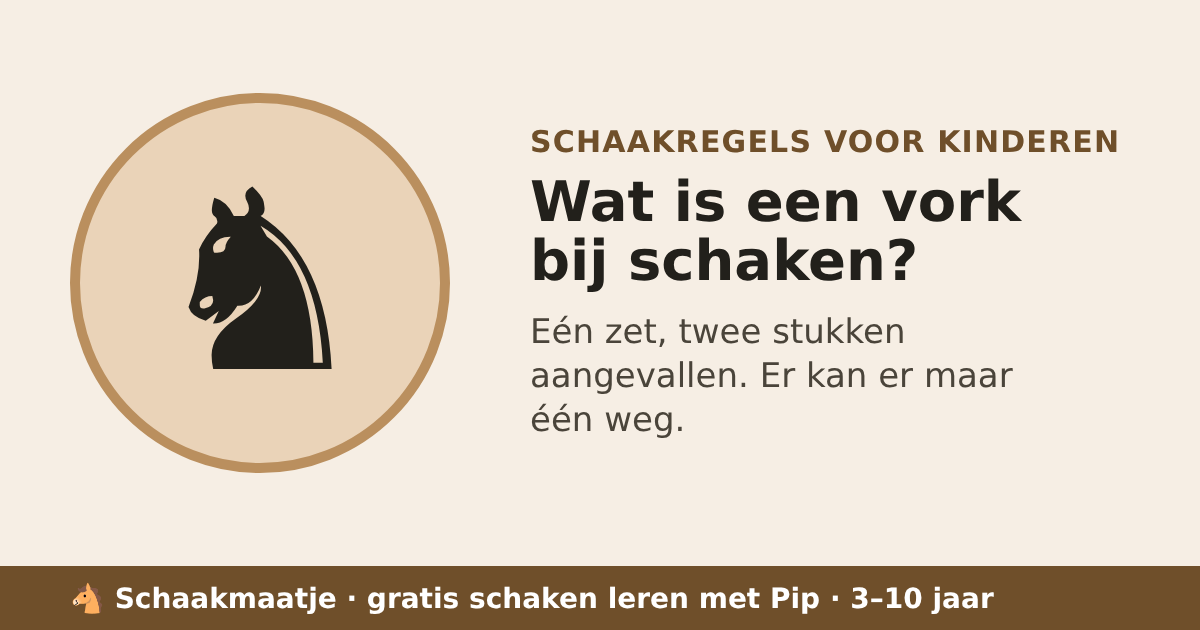 SCHAAKREGELS VOOR KINDEREN
Wat is een vork
bij schaken?
Eén zet, twee stukken
aangevallen. Er kan er maar
één weg.
Schaakmaatje · gratis schaken leren met Pip · 3–10 jaar